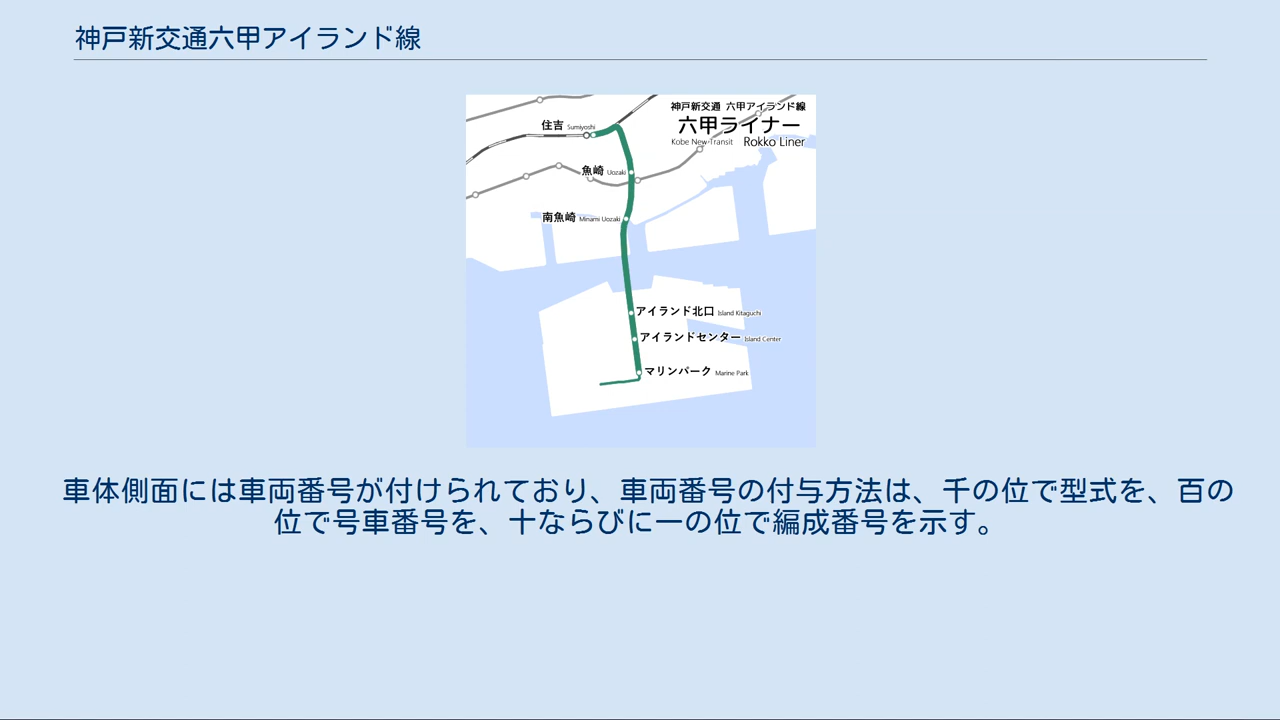 神戸新交通六甲アイランド線
神戸新交通 六甲アイランド線
六甲ライナー
Kobe New Transit Rokko Liner
住吉 Sumiyoshi
魚崎 Uozaki
南魚崎 Minami Uozaki
アイランド北口 Island Kitaguchi
アイランドセンター Island Center
マリンパーク Marine Park
車体側面には車両番号が付けられており、車両番号の付与方法は、千の位で型式を、百の
位で号車番号を、十ならびに一の位で編成番号を示す。